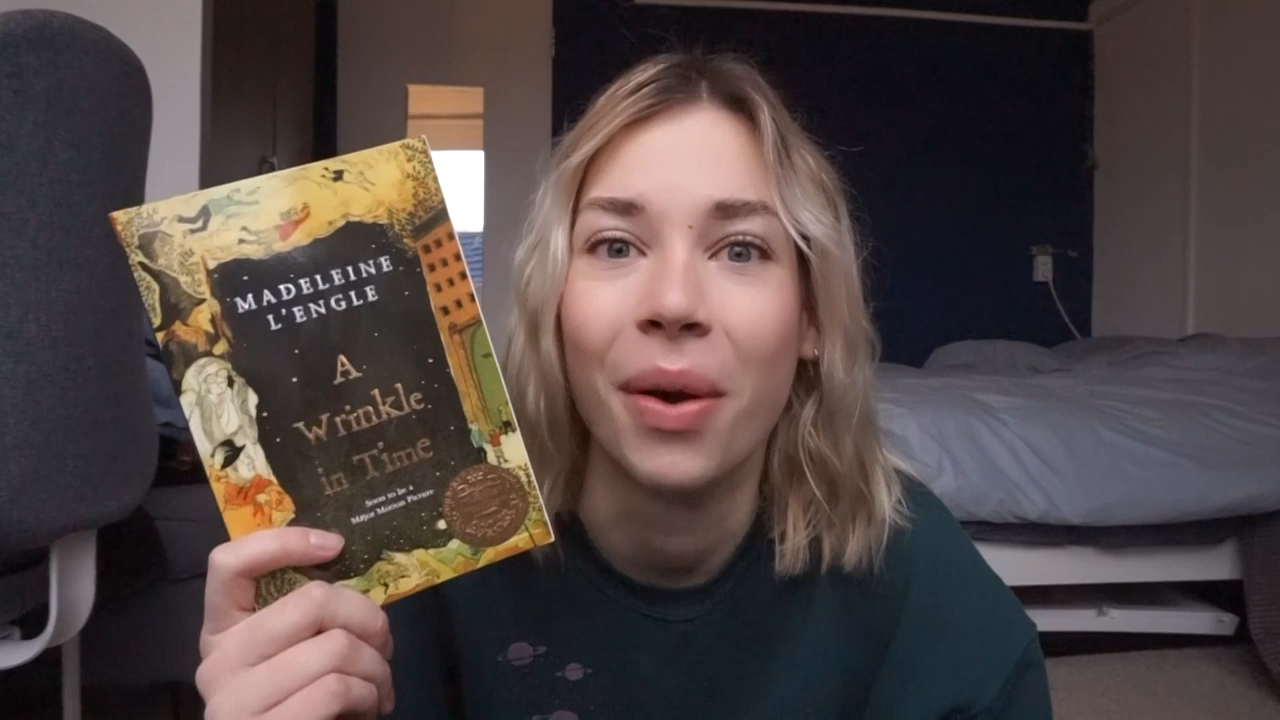 MADELEINE
L'ENGLE
A
Wrinkle
in Time
Soon to be a
Major Motion Picture